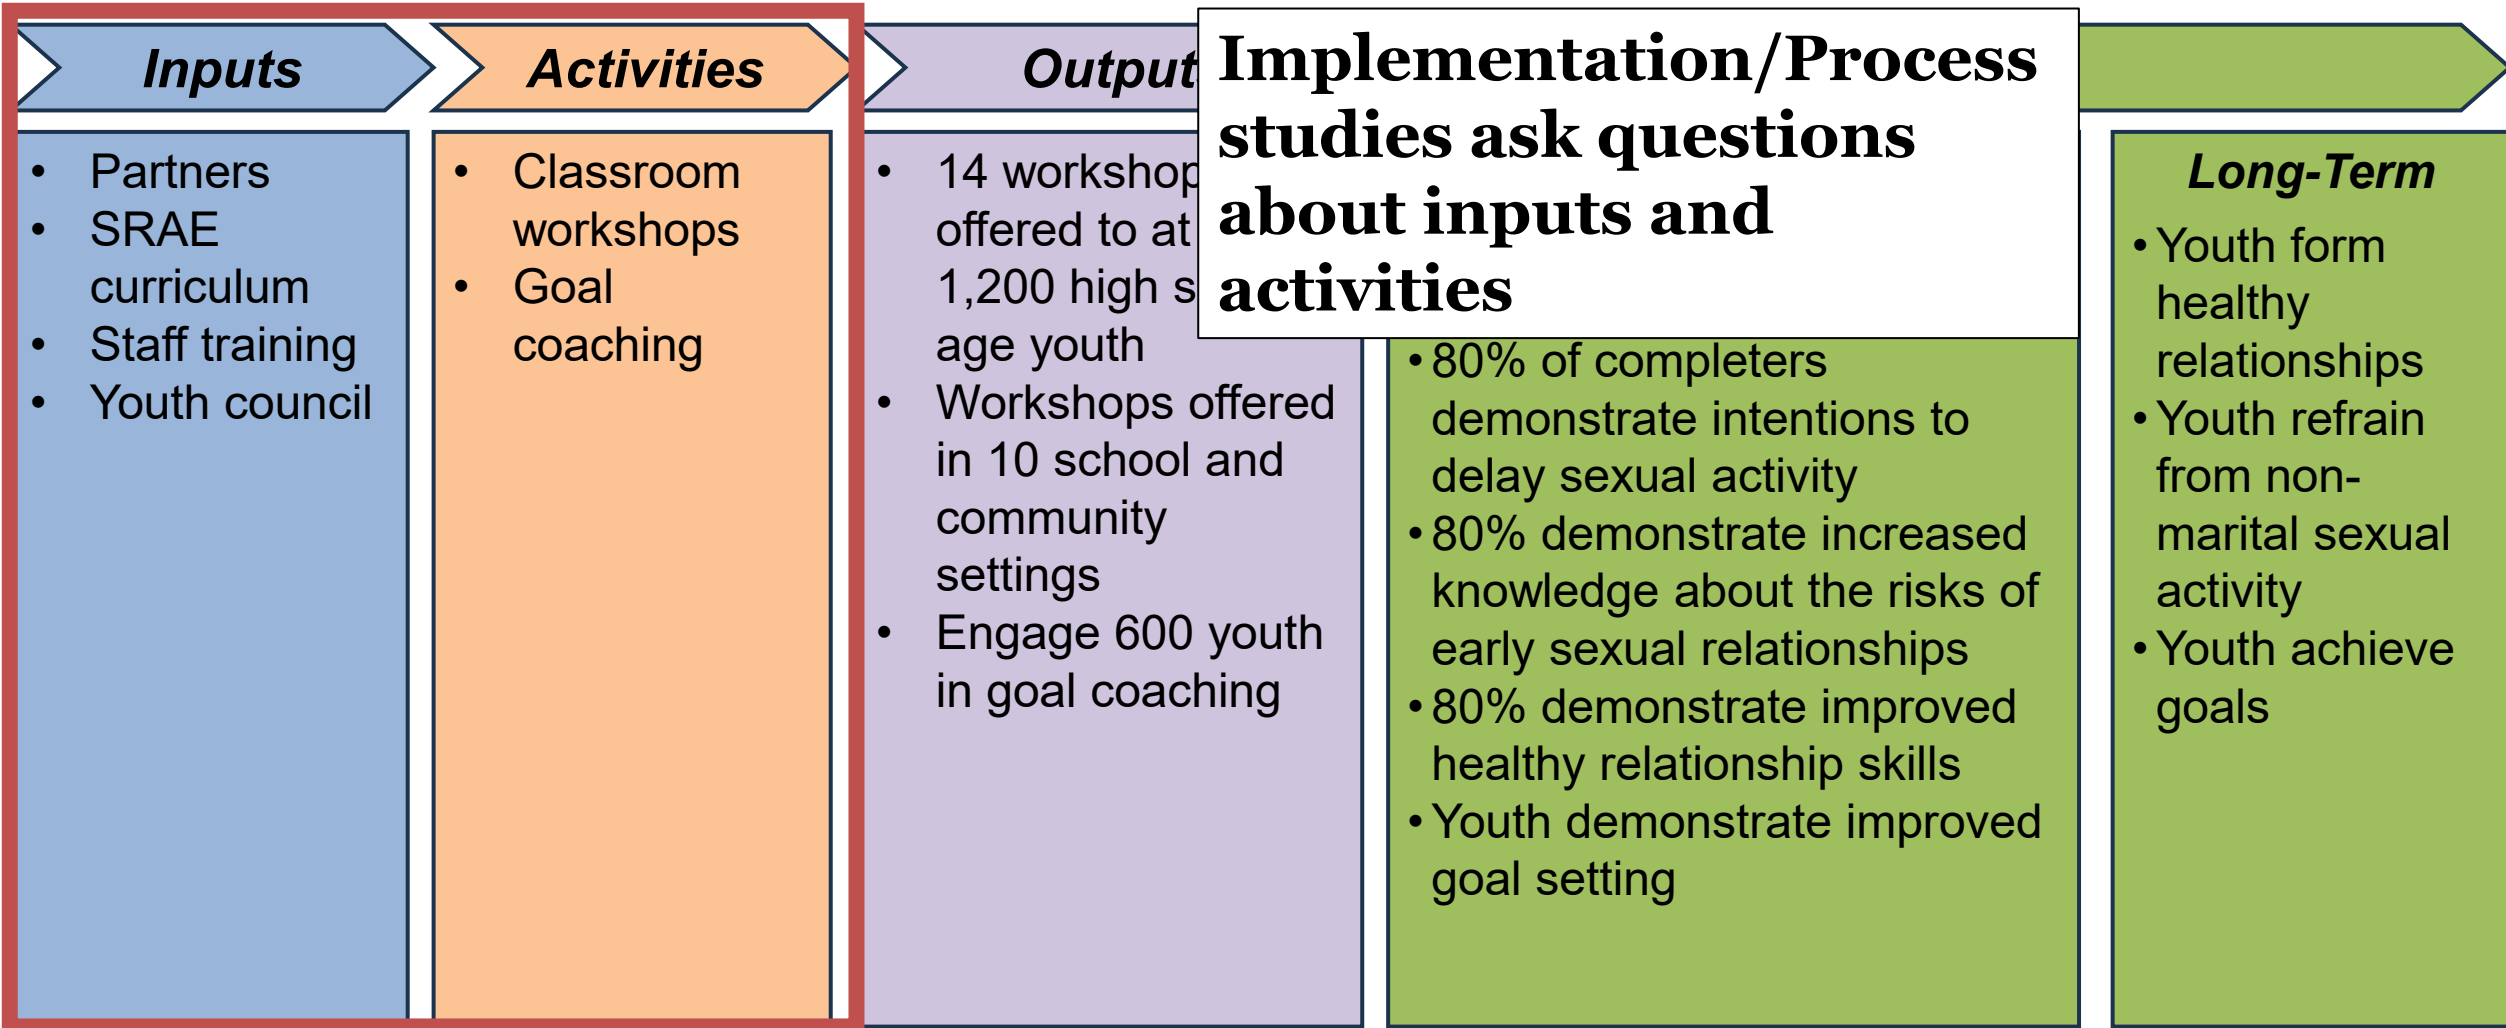 Inputs
Activities
Output
Implementation/Process
studies ask questions
about inputs and
activities
• Partners
• SRAE
curriculum
• Staff training
• Youth council
• Classroom
workshops
• Goal
coaching
• 14 workshop
offered to at
1,200 high s
age youth
• Workshops offered
in 10 school and
community
settings
• Engage 600 youth
in goal coaching
• 80% of completers
demonstrate intentions to
delay sexual activity
• 80% demonstrate increased
knowledge about the risks of
early sexual relationships
• 80% demonstrate improved
healthy relationship skills
• Youth demonstrate improved
goal setting
Long-Term
• Youth form
healthy
relationships
• Youth refrain
from non-
marital sexual
activity
• Youth achieve
goals